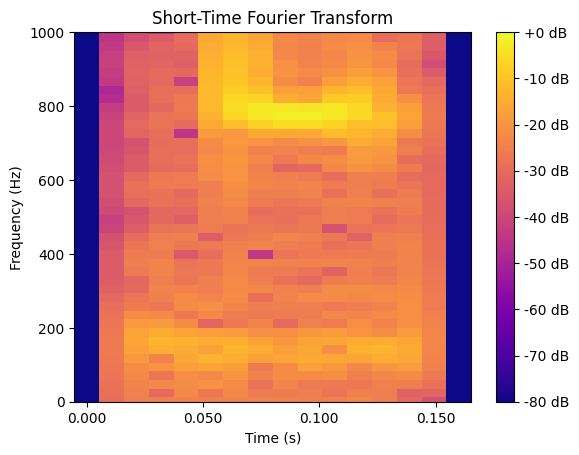 Short-Time Fourier Transform
1000
800
600
400
200
0
Frequency (Hz)
0.000
0.050
0.100
0.150
Time (s)
+0 dB
-10 dB
-20 dB
-30 dB
-40 dB
-50 dB
-60 dB
-70 dB
-80 dB